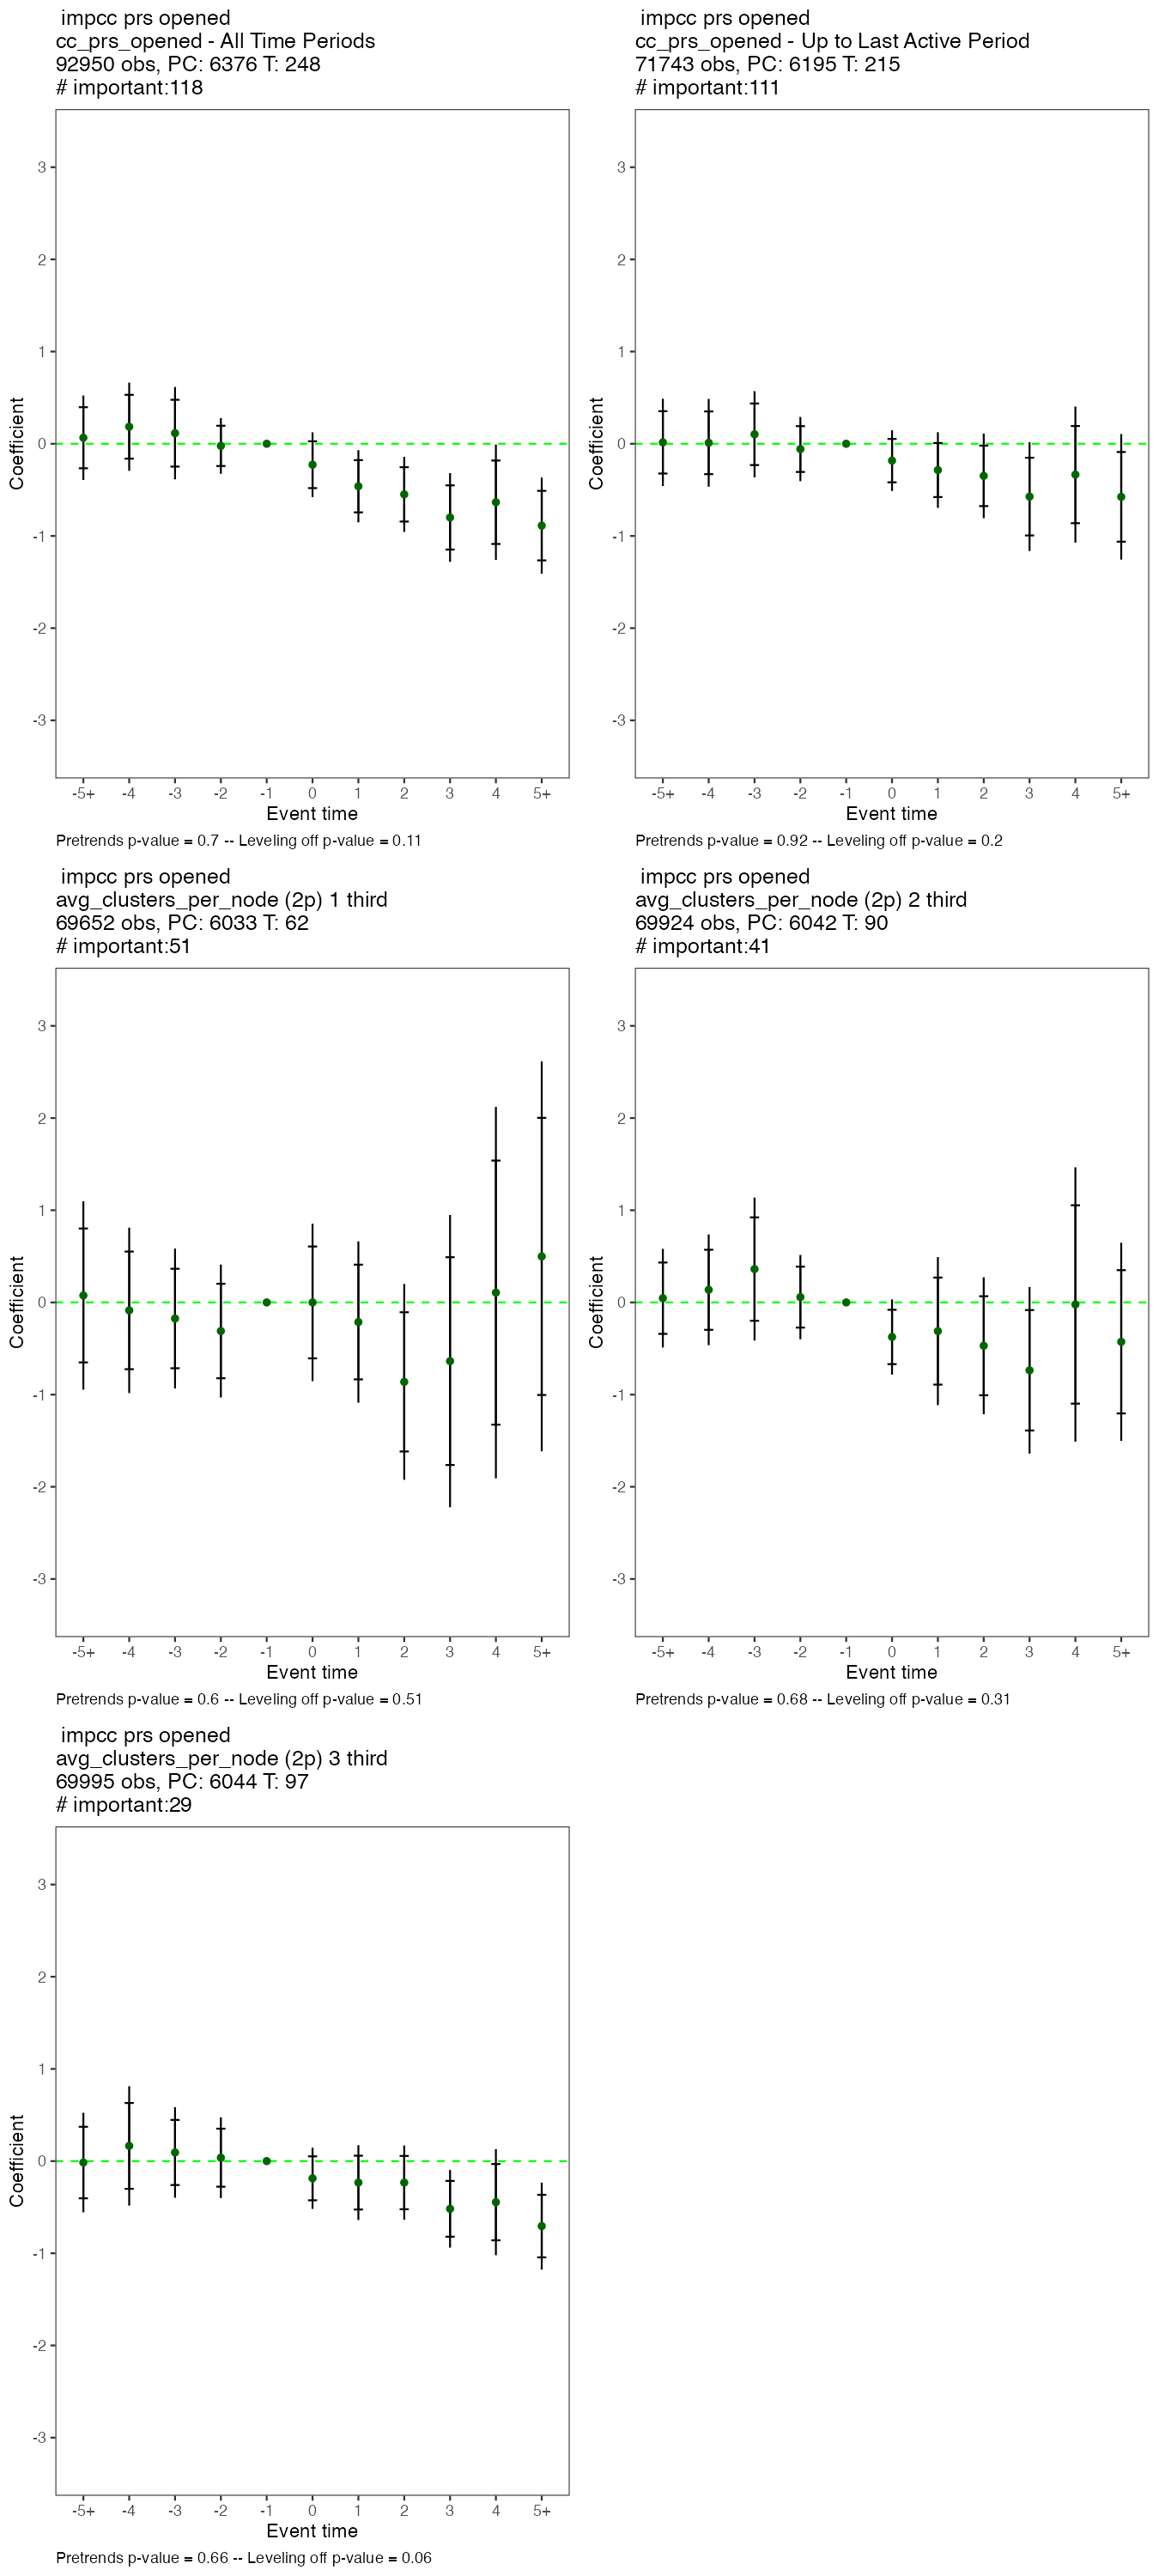 impcc prs opened
cc_prs_opened - All Time Periods
92950 obs, PC: 6376 T: 248
# important:118
3
2
1
0
-1
-2
-3
Coefficient
-5+ -4 -3 -2 -1 0 1 2 3 4 5+
Event time
Pretrends p-value = 0.7 -- Leveling off p-value = 0.11
impcc prs opened
cc_prs_opened - Up to Last Active Period
71743 obs, PC: 6195 T: 215
# important:111
3
2
1
0
-1
-2
-3
Coefficient
-5+ -4 -3 -2 -1 0 1 2 3 4 5+
Event time
Pretrends p-value = 0.92 -- Leveling off p-value = 0.2
impcc prs opened
avg_clusters_per_node (2p) 1 third
69652 obs, PC: 6033 T: 62
# important:51
3
2
1
0
-1
-2
-3
Coefficient
-5+ -4 -3 -2 -1 0 1 2 3 4 5+
Event time
Pretrends p-value = 0.6 -- Leveling off p-value = 0.51
impcc prs opened
avg_clusters_per_node (2p) 2 third
69924 obs, PC: 6042 T: 90
# important:41
3
2
1
0
-1
-2
-3
Coefficient
-5+ -4 -3 -2 -1 0 1 2 3 4 5+
Event time
Pretrends p-value = 0.68 -- Leveling off p-value = 0.31
impcc prs opened
avg_clusters_per_node (2p) 3 third
69995 obs, PC: 6044 T: 97
# important:29
3
2
1
0
-1
-2
-3
Coefficient
-5+ -4 -3 -2 -1 0 1 2 3 4 5+
Event time
Pretrends p-value = 0.66 -- Leveling off p-value = 0.06